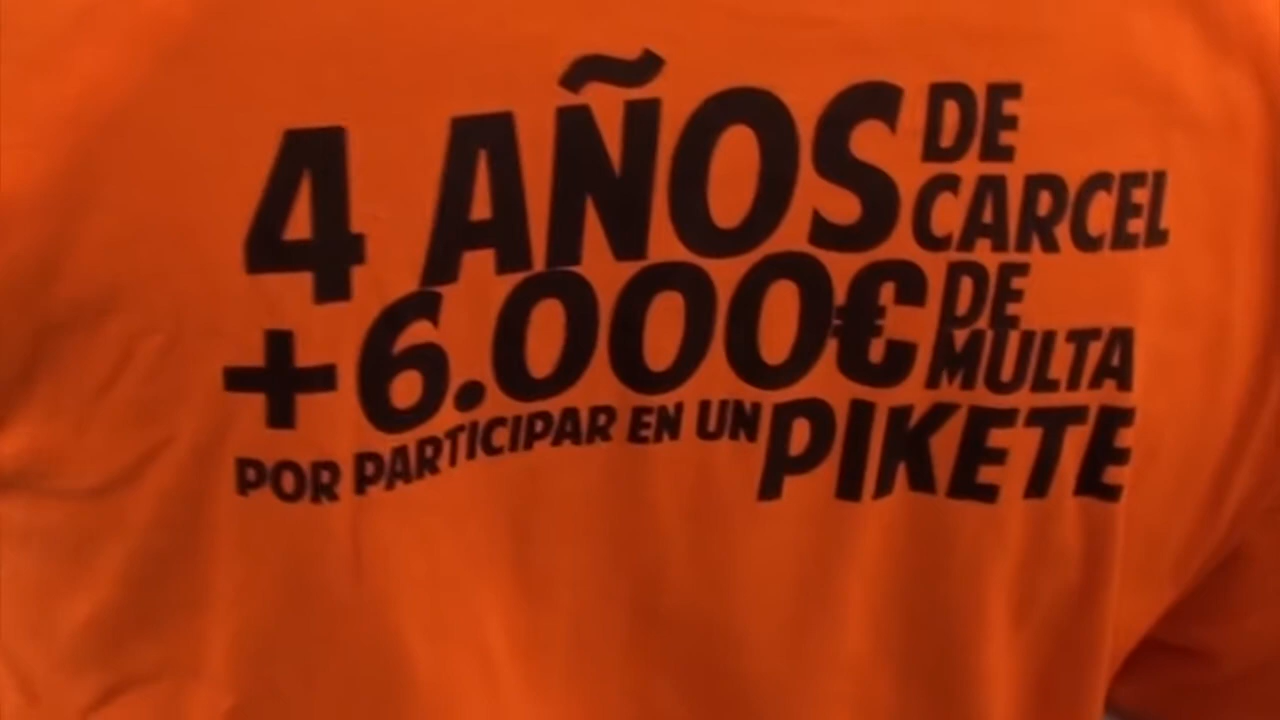 4 AÑOS DE CARCEL
+6.000€ DE MULTA
POR PARTICIPAR EN UN PIKETE